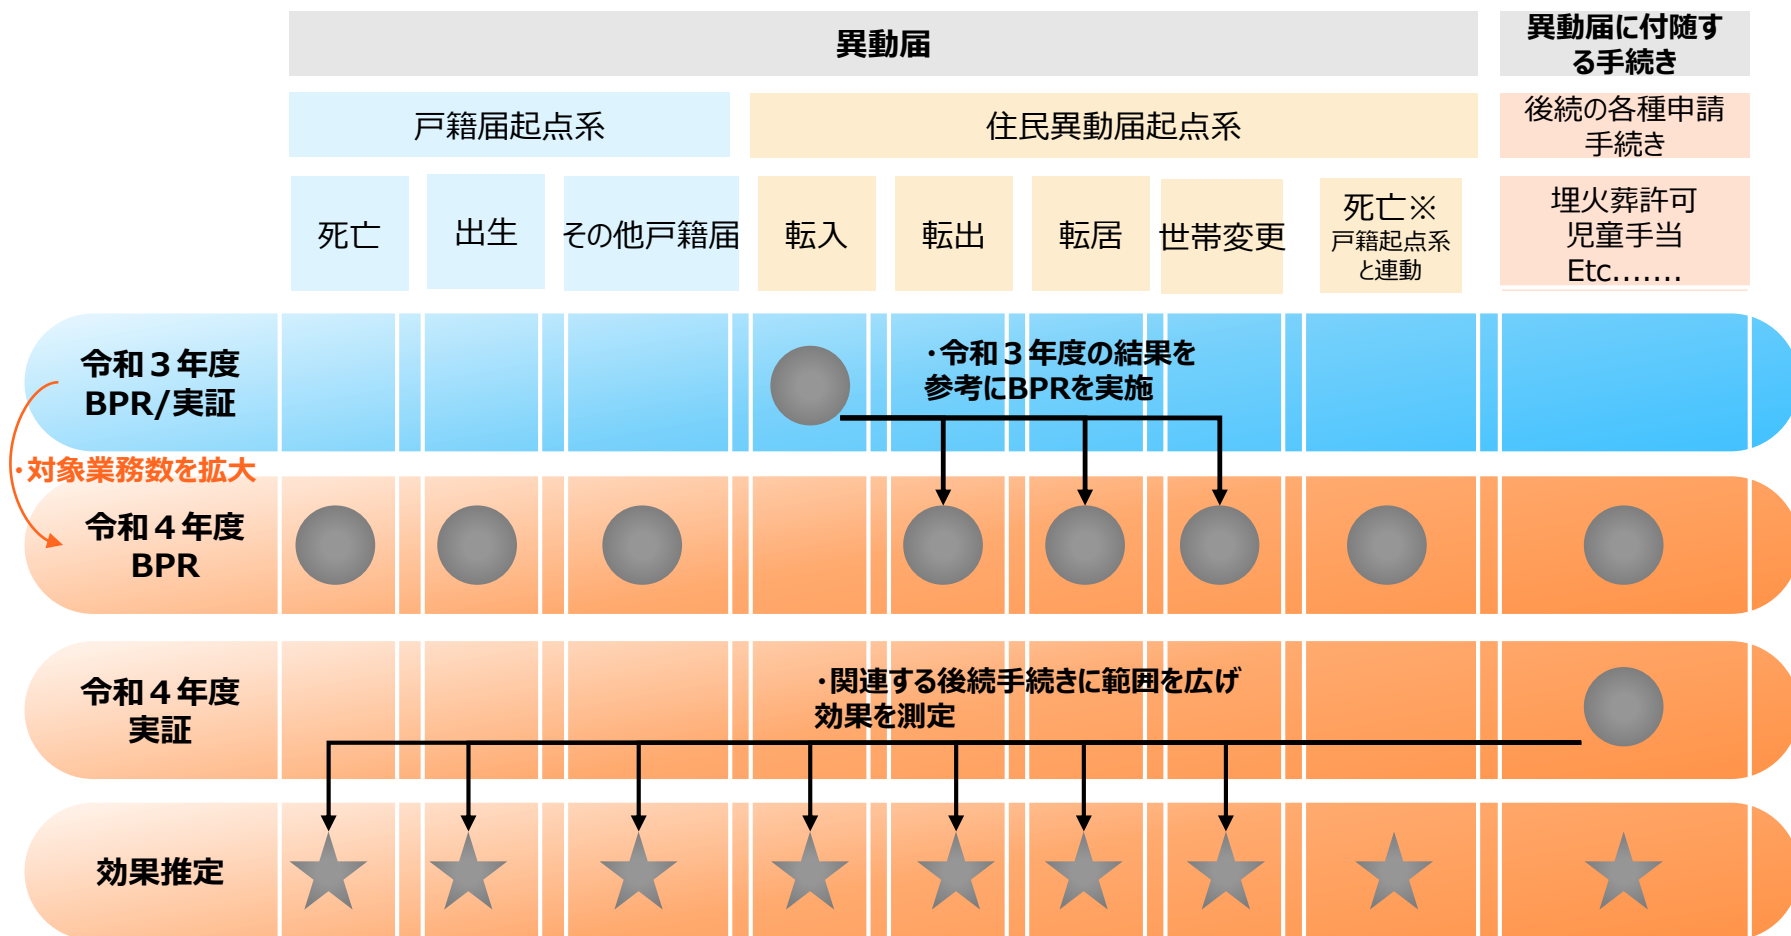 異動届
異動届に付随す
る手続き
戸籍届起点系
住民異動届起点系
後続の各種申請
手続き
死亡
出生
その他戸籍届
転入
転出
転居
世帯変更
死亡※
戸籍起点系
と連動
埋火葬許可
児童手当
Etc.......
令和３年度
BPR/実証
・令和３年度の結果を
参考にBPRを実施
・対象業務数を拡大
令和４年度
BPR
令和４年度
実証
・関連する後続手続きに範囲を広げ
効果を測定
効果推定